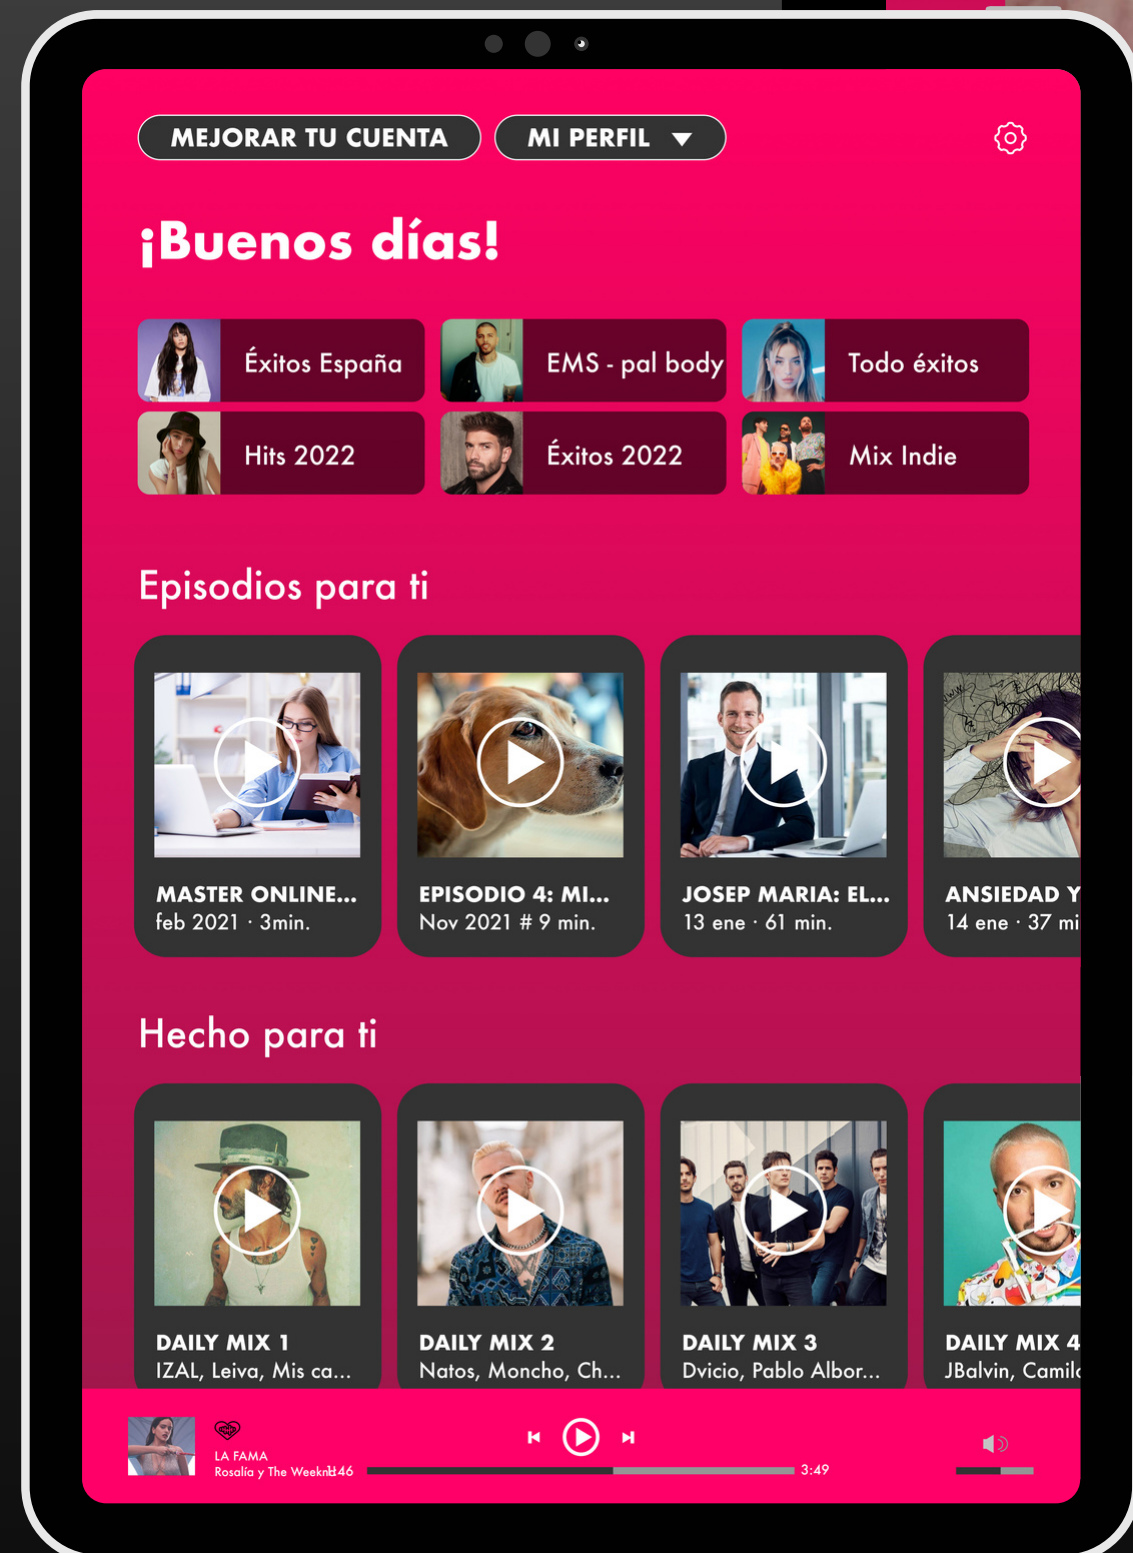 MEJORAR TU CUENTA
MI PERFIL
¡Buenos días!
Éxitos España
EMS - pal body
Todo éxitos
Hits 2022
Éxitos 2022
Mix Indie
Episodios para ti
MASTER ONLINE...
feb 2021 · 3min.
EPISODIO 4: MI...
Nov 2021 # 9 min.
JOSEP MARIA: EL...
13 ene · 61 min.
ANSIEDAD Y
14 ene · 37 mi
Hecho para ti
DAILY MIX 1
IZAL, Leiva, Mis ca...
DAILY MIX 2
Natos, Moncho, Ch...
DAILY MIX 3
Dvicio, Pablo Albor...
DAILY MIX 4
JBalvin, Camilo
LA FAMA
Rosalía y The Weeknd
1:46
3:49